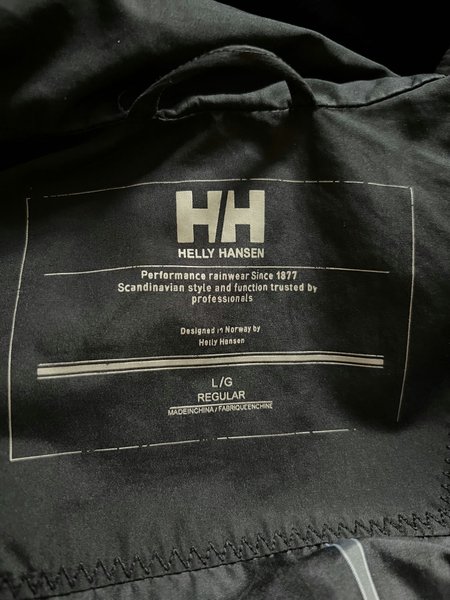 HH
HELLY HANSEN
Performance rainwear Since 1877
Scandinavian style and function trusted by
professionals
Designed in Norway by
Helly Hansen
L/G
REGULAR
MADEINCHINA/FABRIQUEENCHINE